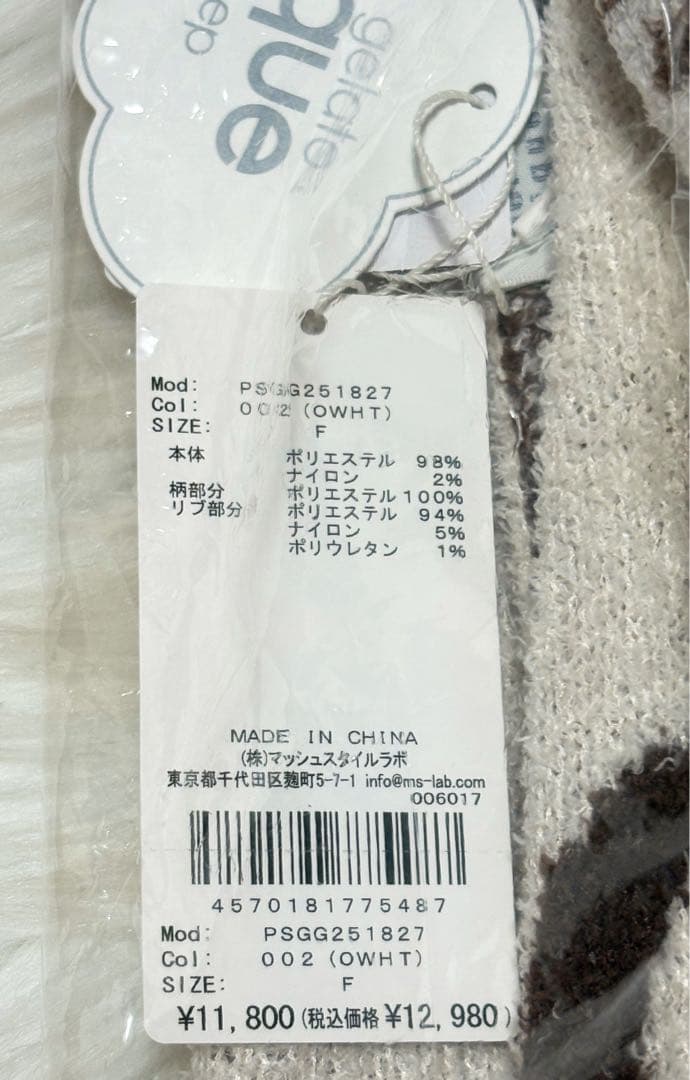 gelato
que
ep
Mod: PSGG251827
Col: 002 (OWHT)
SIZE: F
本体 ポリエステル 98%
ナイロン 2%
柄部分 ポリエステル 100%
リブ部分 ポリエステル 94%
ナイロン 5%
ポリウレタン 1%
MADE IN CHINA
(株)マッシュスタイルラボ
東京都千代田区麹町5-7-1 info@ms-lab.com
006017
4570181775487
Mod: PSGG251827
Col: 002 (OWHT)
SIZE: F
¥11,800(税込価格 ¥12,980)